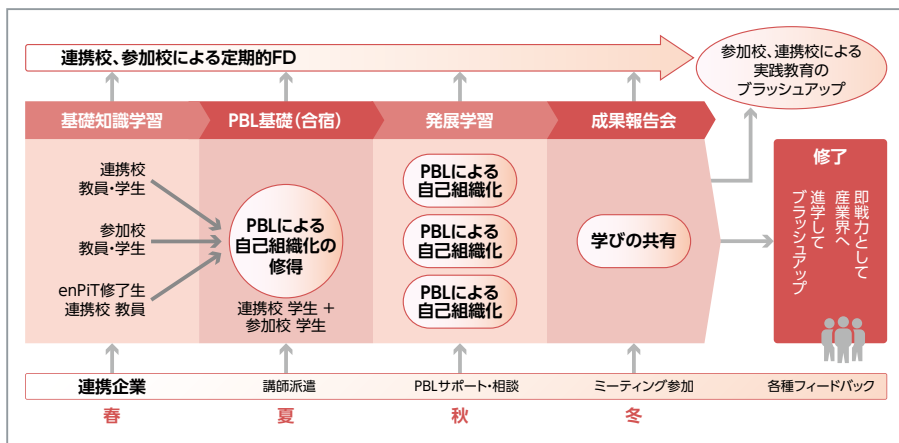 連携校、参加校による定期的FD
参加校、連携校による
実践教育の
ブラッシュアップ
基礎知識学習
PBL基礎(合宿)
発展学習
成果報告会
連携校
教員・学生
参加校
教員・学生
enPiT修了生
連携校 教員
PBLによる
自己組織化の
修得
連携校 学生 +
参加校 学生
PBLによる
自己組織化
PBLによる
自己組織化
PBLによる
自己組織化
学びの共有
修了
即戦力として
産業界へ
進学して
ブラッシュアップ
連携企業
講師派遣
PBLサポート・相談
ミーティング参加
各種フィードバック
春
夏
秋
冬